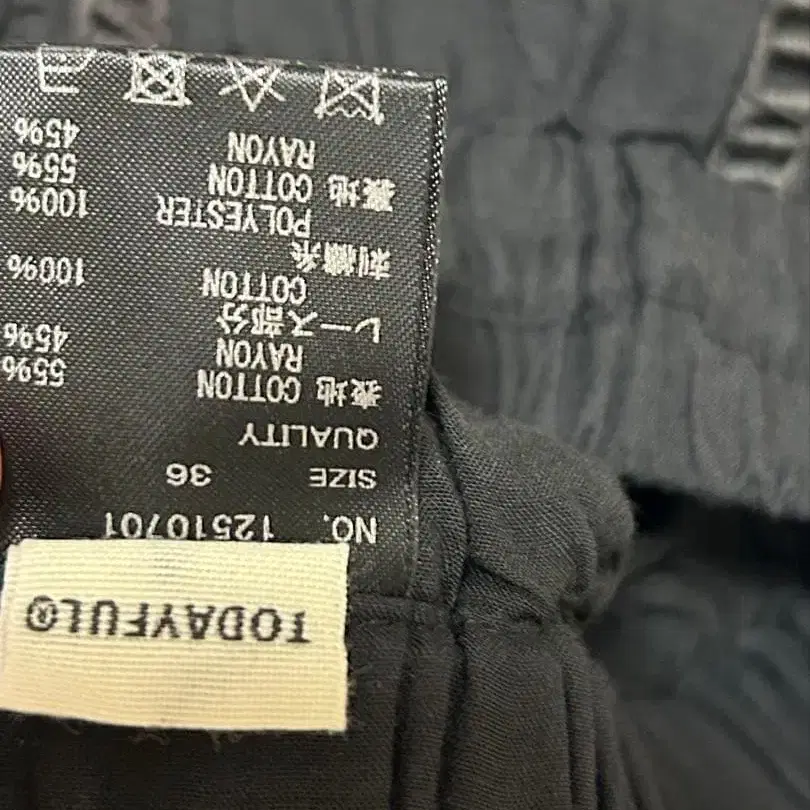 TODAYFUL®
NO. 12510701
SIZE 36
QUALITY
表地 COTTON 55%
RAYON 45%
レース部分
COTTON 100%
刺繍糸
POLYESTER 100%
裏地 COTTON 55%
RAYON 45%